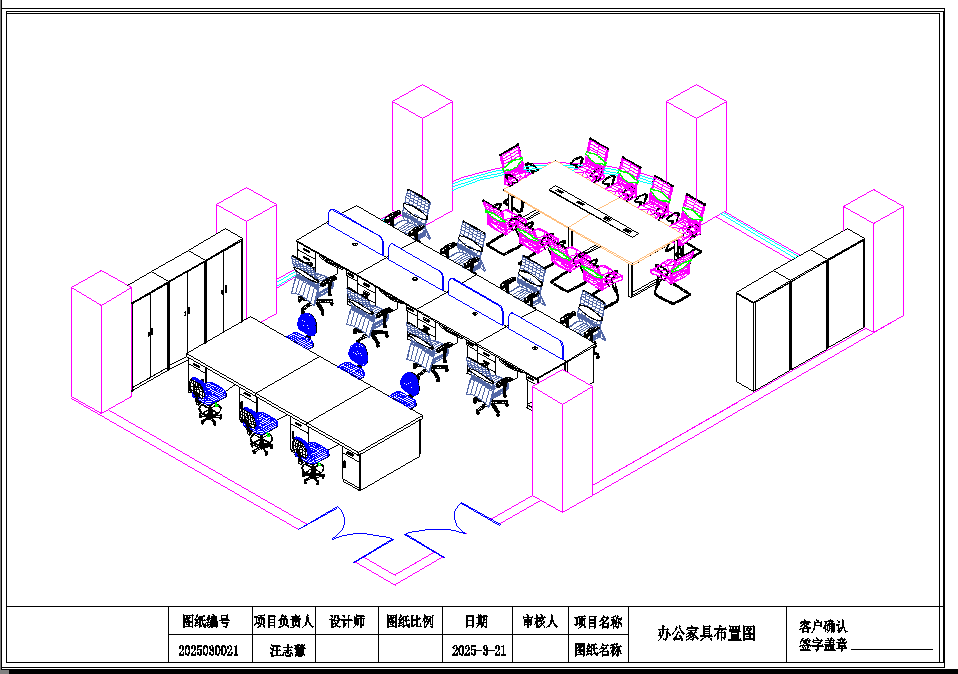 图纸编号 项目负责人 设计师 图纸比例 日期 审核人 项目名称
2025090021 汪志慧 2025-9-21 图纸名称
办公家具布置图
客户确认
签字盖章